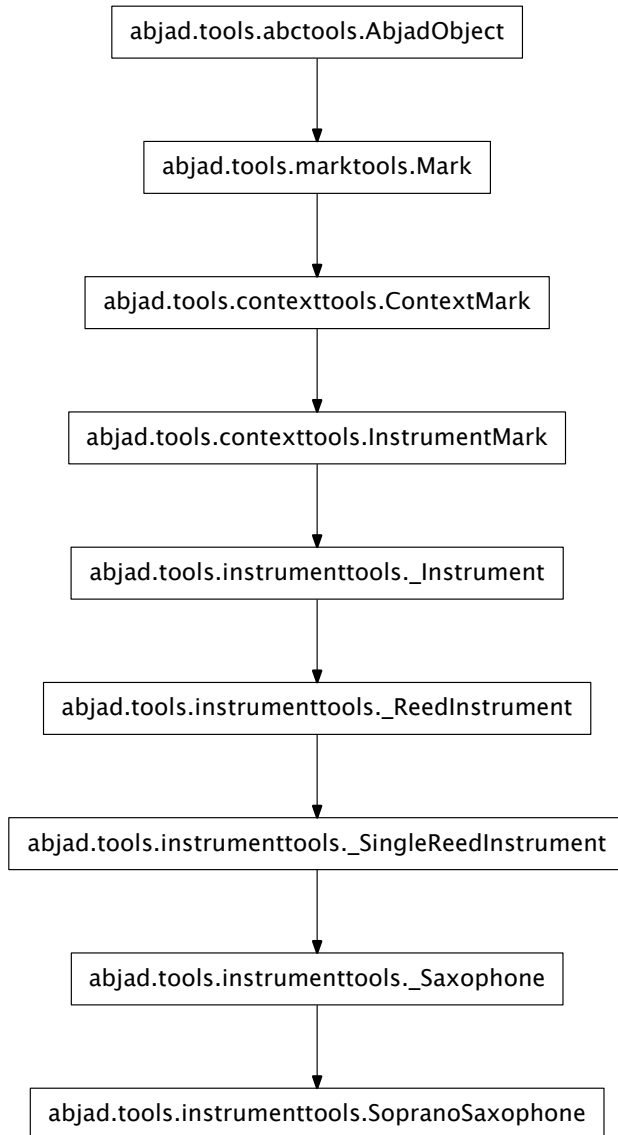 abjad.tools.abctools.AbjadObject
abjad.tools.marktools.Mark
abjad.tools.contexttools.ContextMark
abjad.tools.contexttools.InstrumentMark
abjad.tools.instrumenttools._Instrument
abjad.tools.instrumenttools._ReedInstrument
abjad.tools.instrumenttools._SingleReedInstrument
abjad.tools.instrumenttools._Saxophone
abjad.tools.instrumenttools.SopranoSaxophone